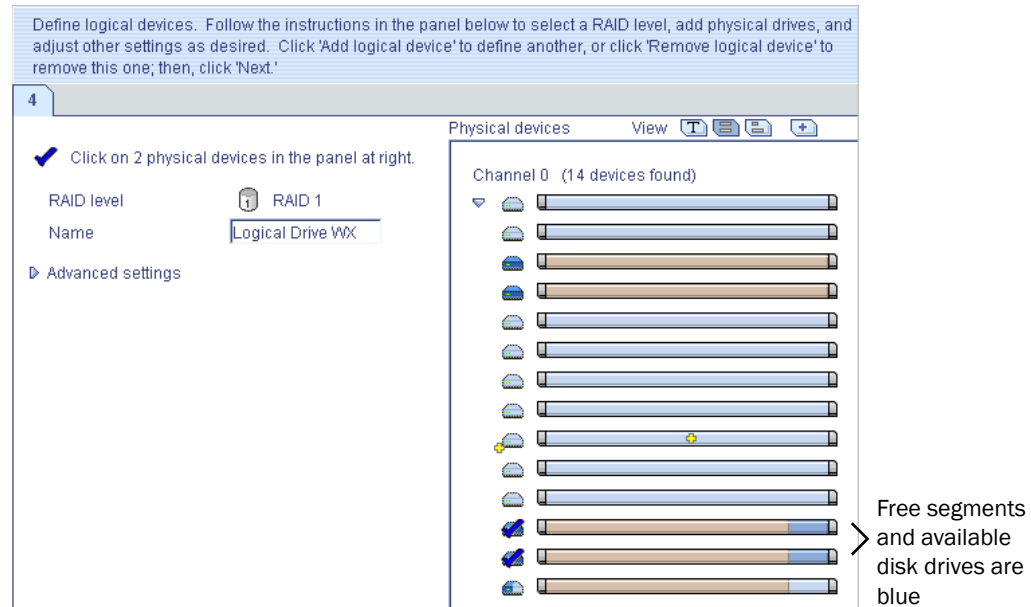 Define logical devices. Follow the instructions in the panel below to select a RAID level, add physical drives, and
adjust other settings as desired. Click 'Add logical device' to define another, or click 'Remove logical device' to
remove this one; then, click 'Next.'
4
Physical devices View T
Click on 2 physical devices in the panel at right.
RAID level 1 RAID 1
Name Logical Drive WX
Advanced settings
Channel 0 (14 devices found)
Free segments
and available
disk drives are
blue